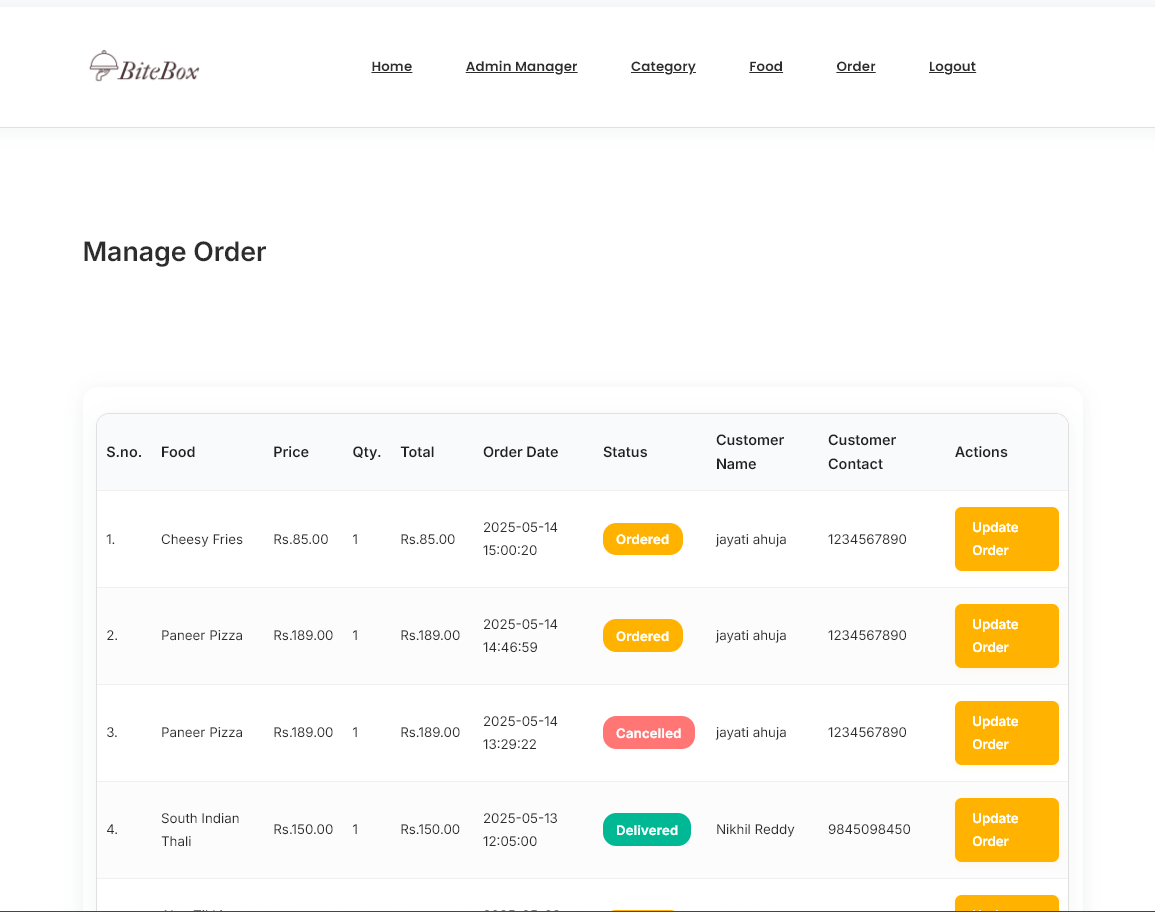 BiteBox
Home Admin Manager Category Food Order Logout
Manage Order
S.no. Food Price Qty. Total Order Date Status Customer Name Customer Contact Actions
1. Cheesy Fries Rs.85.00 1 Rs.85.00 2025-05-14 15:00:20 Ordered jayati ahuja 1234567890 Update Order
2. Paneer Pizza Rs.189.00 1 Rs.189.00 2025-05-14 14:46:59 Ordered jayati ahuja 1234567890 Update Order
3. Paneer Pizza Rs.189.00 1 Rs.189.00 2025-05-14 13:29:22 Cancelled jayati ahuja 1234567890 Update Order
4. South Indian Thali Rs.150.00 1 Rs.150.00 2025-05-13 12:05:00 Delivered Nikhil Reddy 9845098450 Update Order